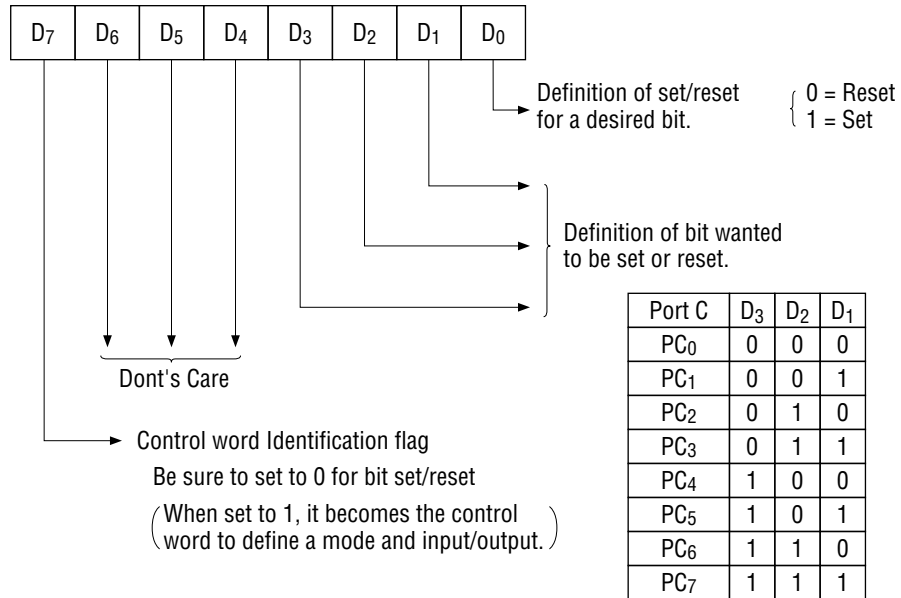 D7 D6 D5 D4 D3 D2 D1 D0
Definition of set/reset
for a desired bit.
0 = Reset
1 = Set
Definition of bit wanted
to be set or reset.
Dont's Care
Control word Identification flag
Be sure to set to 0 for bit set/reset
(When set to 1, it becomes the control
word to define a mode and input/output.)
Port C D3 D2 D1
PC0 0 0 0
PC1 0 0 1
PC2 0 1 0
PC3 0 1 1
PC4 1 0 0
PC5 1 0 1
PC6 1 1 0
PC7 1 1 1